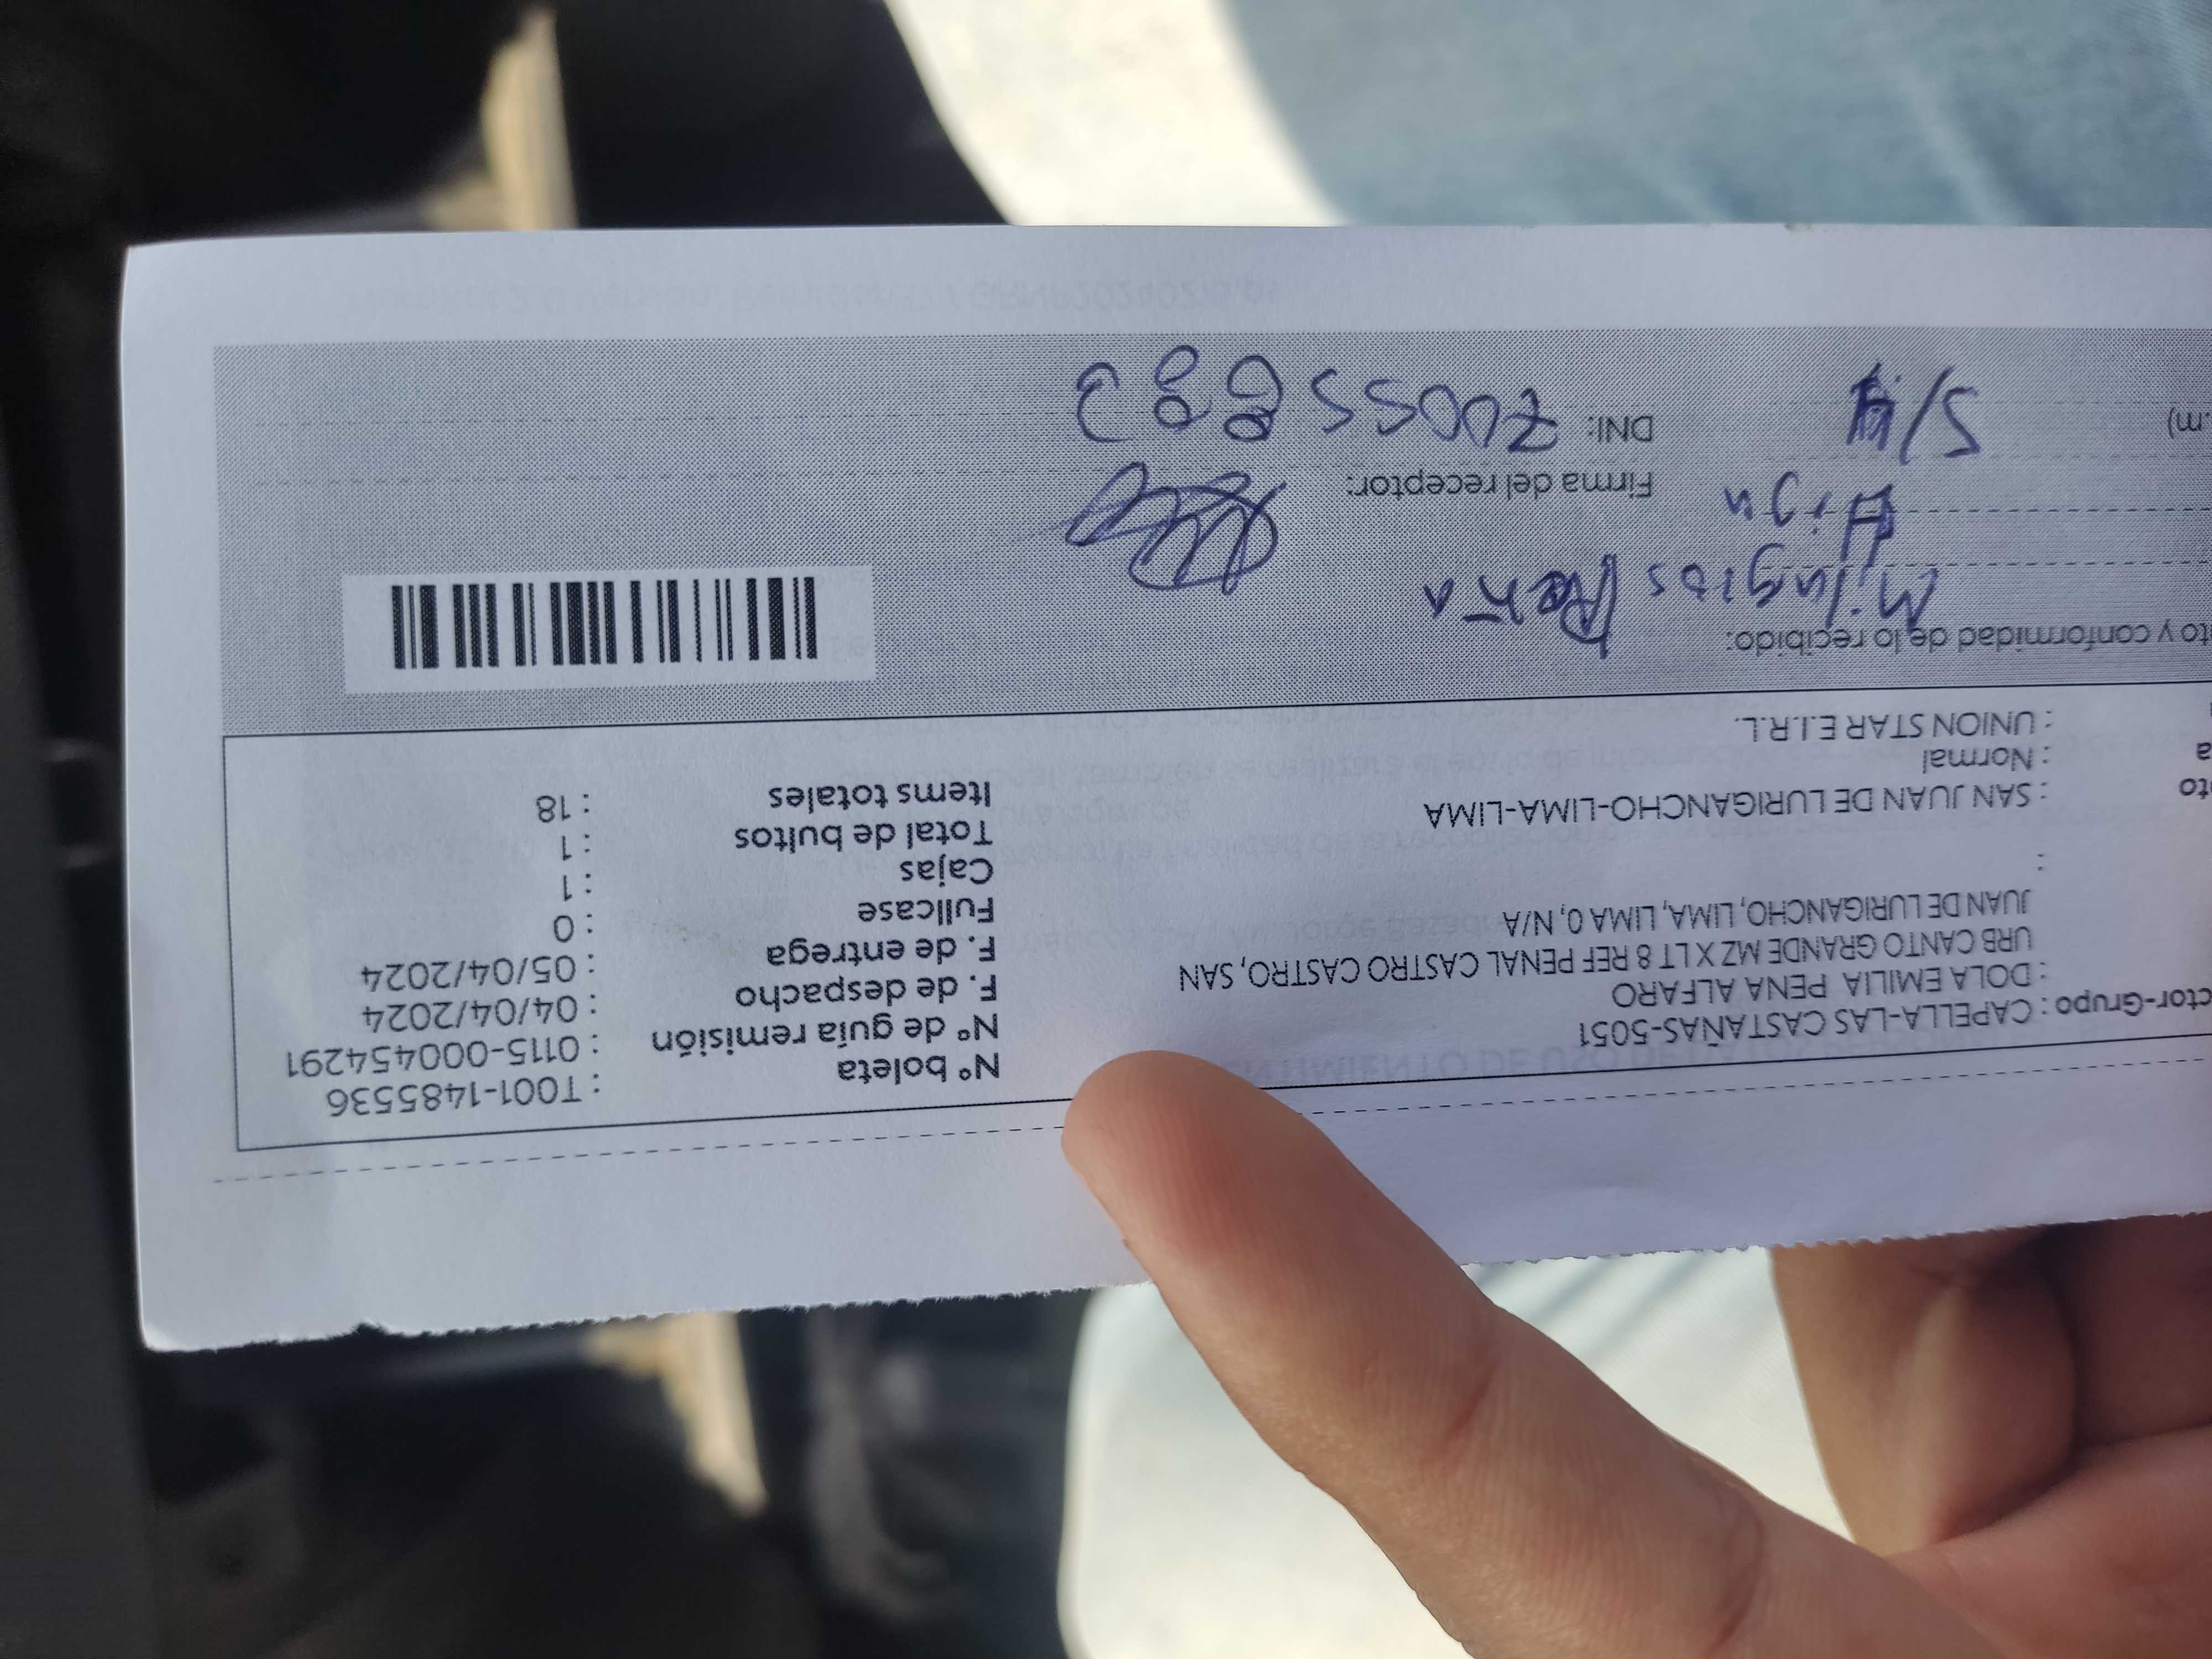 Nº boleta : T001-1485536
ctor-Grupo : CAPELLA-LAS CASTAÑAS-5051
Nº de guía remisión : 0115-000454291
: DOLA EMILIA PENA ALFARO
F. de despacho : 04/04/2024
URB CANTO GRANDE MZ X LT 8 REF PENAL CASTRO CASTRO, SAN
F. de entrega : 05/04/2024
JUAN DE LURIGANCHO, LIMA, LIMA 0, N/A
Fullcase : 0
:
Cajas : 1
to : SAN JUAN DE LURIGANCHO-LIMA-LIMA
Total de bultos : 1
a : Normal
Items totales : 18
: UNION STAR E.I.R.L.
to y conformidad de lo recibido:
Milagros Peña
Hija
Firma del receptor:
.m)
DNI: